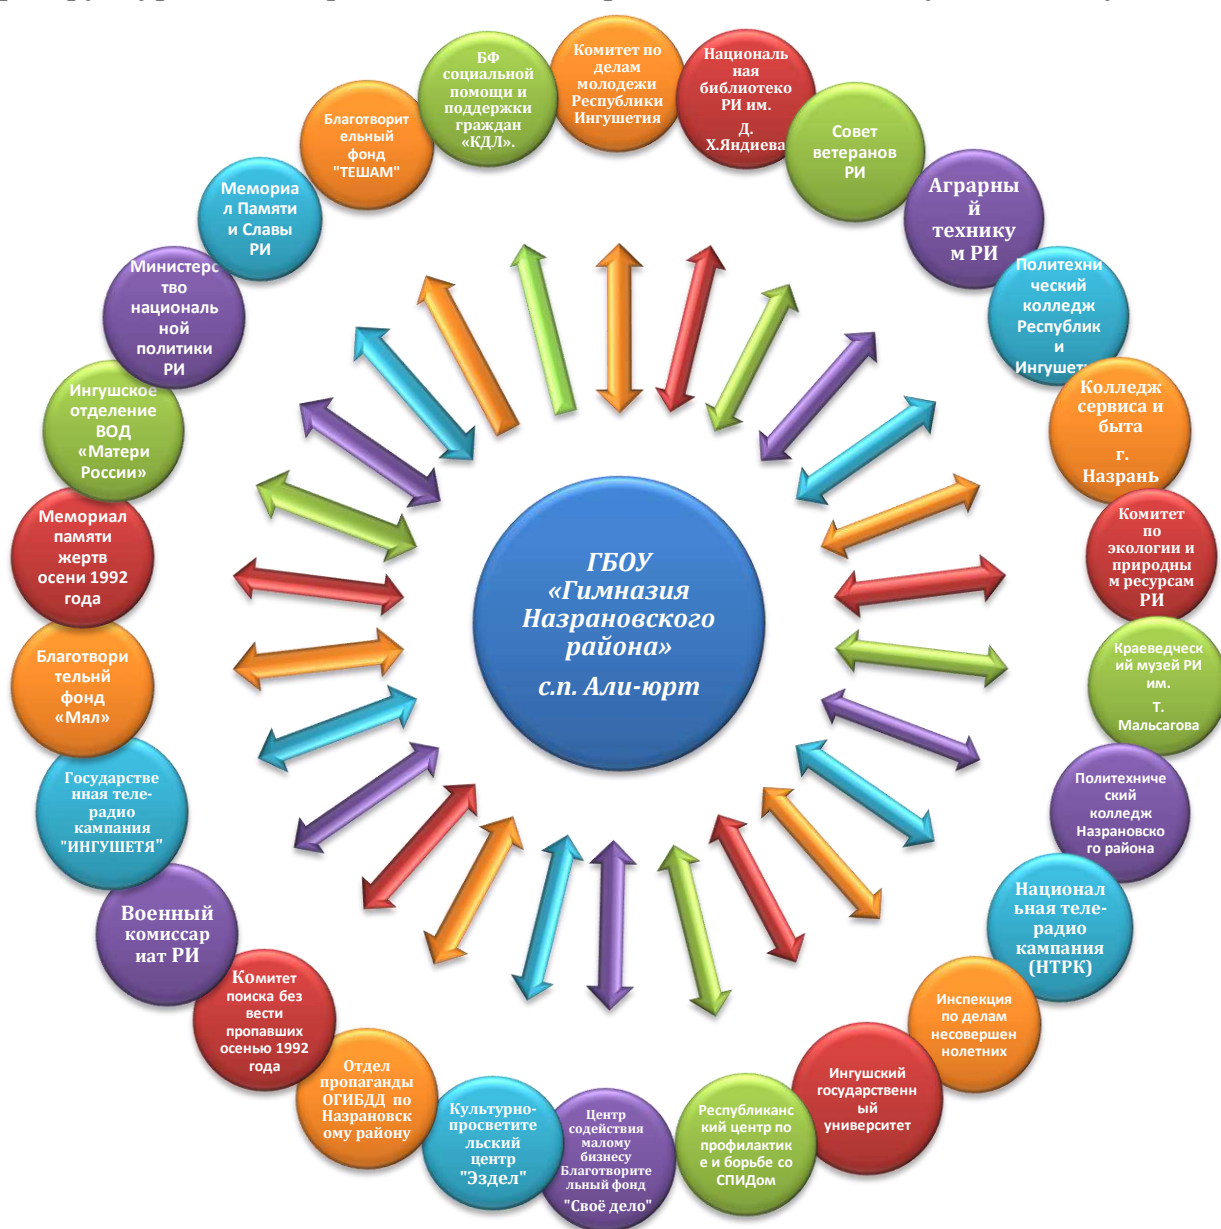 Комитет по
делам
молодежи
Республики
Ингушетия
Националь
ная
библиотеко
РИ им.
Д.
Х.Яндиева
Совет
ветеранов
РИ
Аграрны
й
технику
м РИ
Политехни
ческий
колледж
Республик
и
Колледж
сервиса и
быта
г.
Назрань
Комитет
по
экологии и
природны
м ресурсам
РИ
Краеведчес
кий музей РИ
им.
Т.
Мальсагова
Политехниче
ский
колледж
Назрановско
го района
Национал
ьная теле-
радио
кампания
(НТРК)
Инспекция
по делам
несовершен
нолетних
Ингушский
государственн
ый
университет
Республиканс
кий центр по
профилактик
е и борьбе со
СПИДом
Центр
содействия
малому
бизнесу
Благотворите
льный фонд
"Своё дело"
Культурно-
просветите
льский
центр
"Эздел"
Отдел
пропаганды
ОГИБДД по
Назрановск
ому району
Комитет
поиска без
вести
пропавших
осенью 1992
года
Военный
комиссар
иат РИ
Государстве
нная теле-
радио
кампания
"ИНГУШЕТЯ"
Благотвори
тельнй
фонд
«Мял»
Мемориал
памяти
жертв
осени 1992
года
Ингушское
отделение
ВОД
«Матери
России»
Министерс
тво
националь
ной
политики
РИ
Мемориа
л Памяти
и Славы
РИ
Благотворит
ельный
фонд
"ТЕШАМ"
БФ
социальной
помощи и
поддержки
граждан
«КДЛ».
ГБОУ
«Гимназия
Назрановского
района»
с.п. Али-юрт